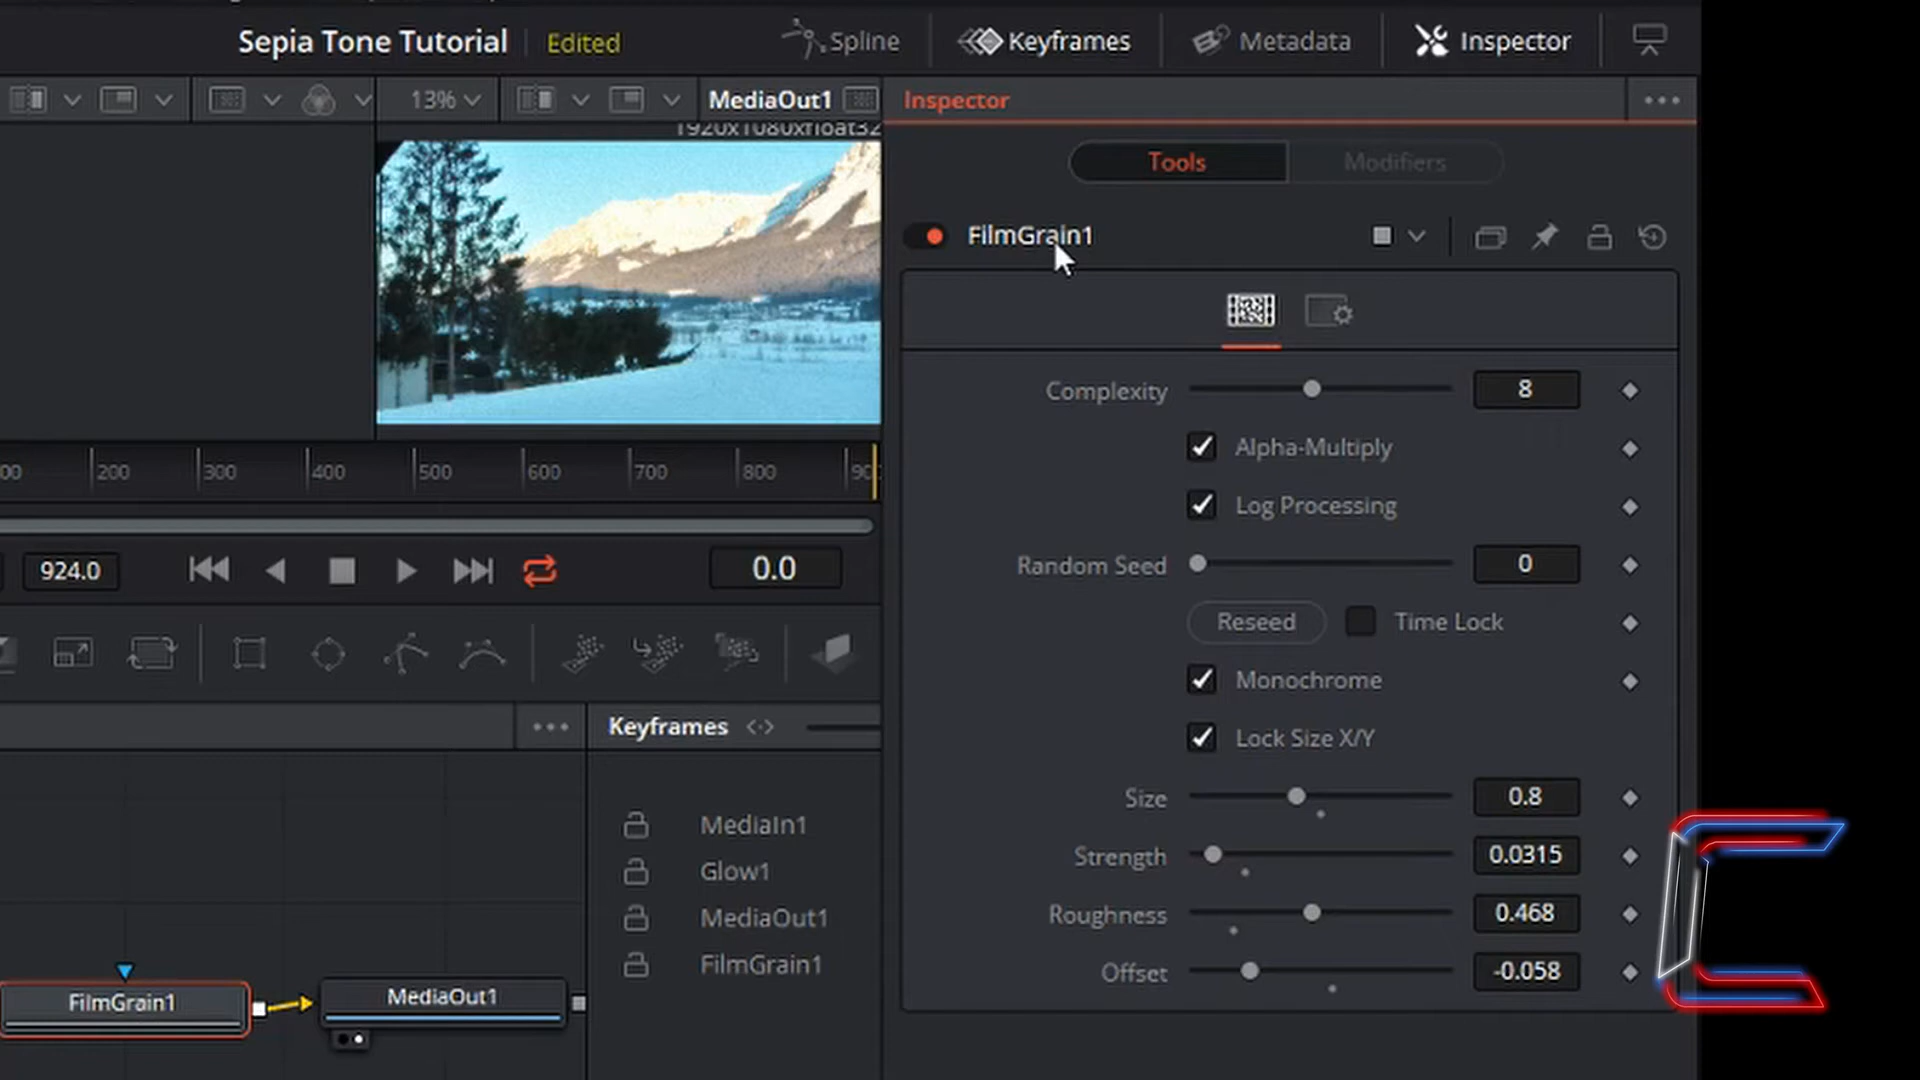 Sepia Tone Tutorial Edited Spline Keyframes Metadata Inspector
13% MediaOut1 Inspector
1920x1080xfloat32
Tools Modifiers
FilmGrain1
Complexity 8
Alpha-Multiply
200 300 400 500 600 700 800
Log Processing
Random Seed 0
924.0 0.0
Reseed Time Lock
Monochrome
Keyframes <·>
Lock Size X/Y
Size 0.8
MediaIn1
Strength 0.0315
Glow1
Roughness 0.468
MediaOut1
FilmGrain1
Offset -0.058
FilmGrain1 MediaOut1